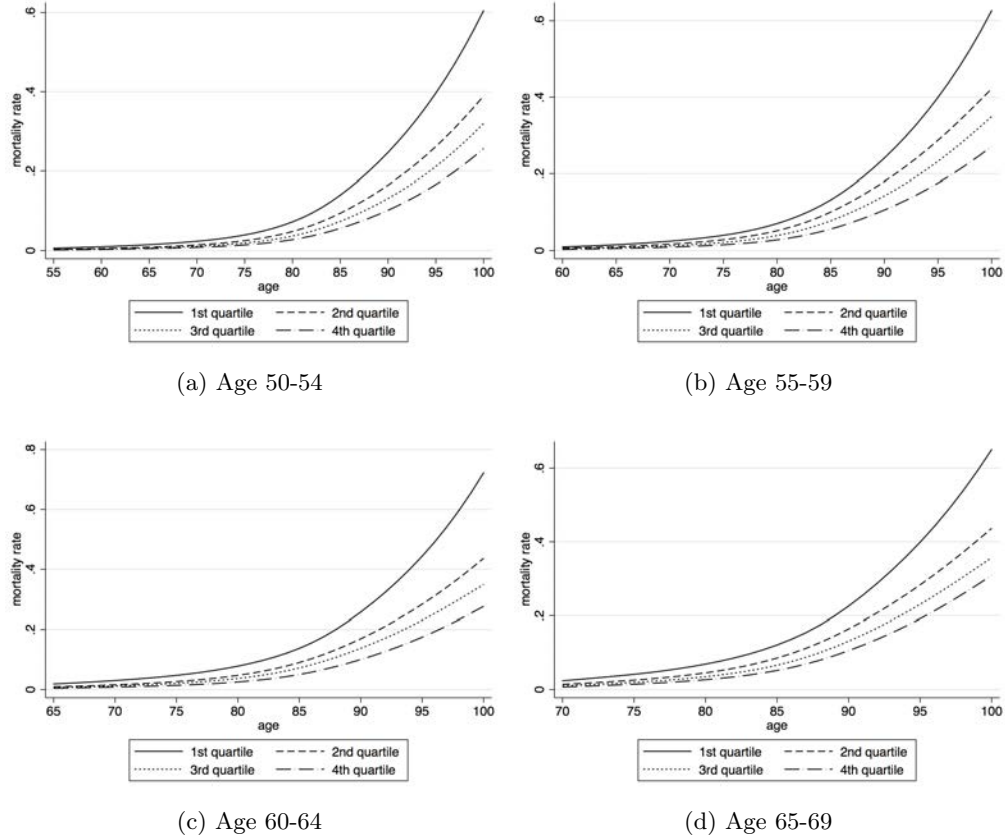 .6
.4
.2
0
mortality rate
55 60 65 70 75 80 85 90 95 100
age
1st quartile 2nd quartile
3rd quartile 4th quartile
(a) Age 50-54
.6
.4
.2
0
mortality rate
60 65 70 75 80 85 90 95 100
age
1st quartile 2nd quartile
3rd quartile 4th quartile
(b) Age 55-59
.8
.6
.4
.2
0
mortality rate
65 70 75 80 85 90 95 100
age
1st quartile 2nd quartile
3rd quartile 4th quartile
(c) Age 60-64
.6
.4
.2
0
mortality rate
70 75 80 85 90 95 100
age
1st quartile 2nd quartile
3rd quartile 4th quartile
(d) Age 65-69